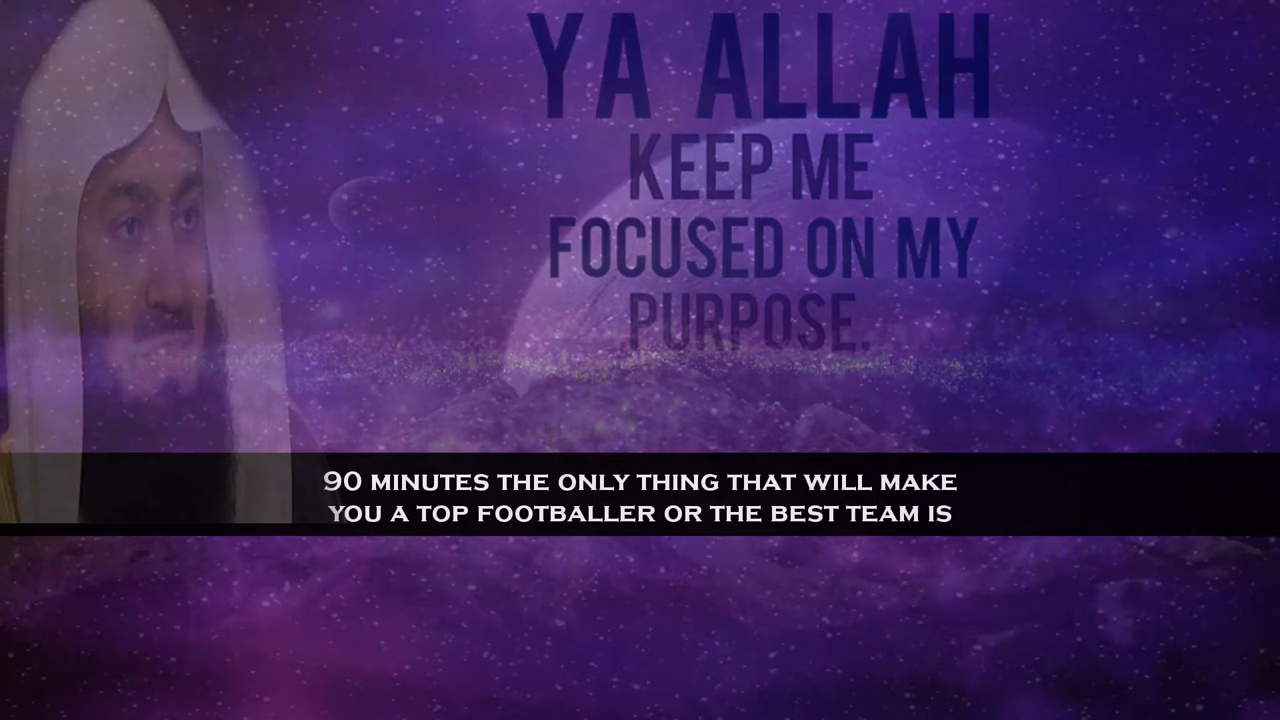 YA ALLAH
KEEP ME
FOCUSED ON MY
PURPOSE.
90 MINUTES THE ONLY THING THAT WILL MAKE
YOU A TOP FOOTBALLER OR THE BEST TEAM IS